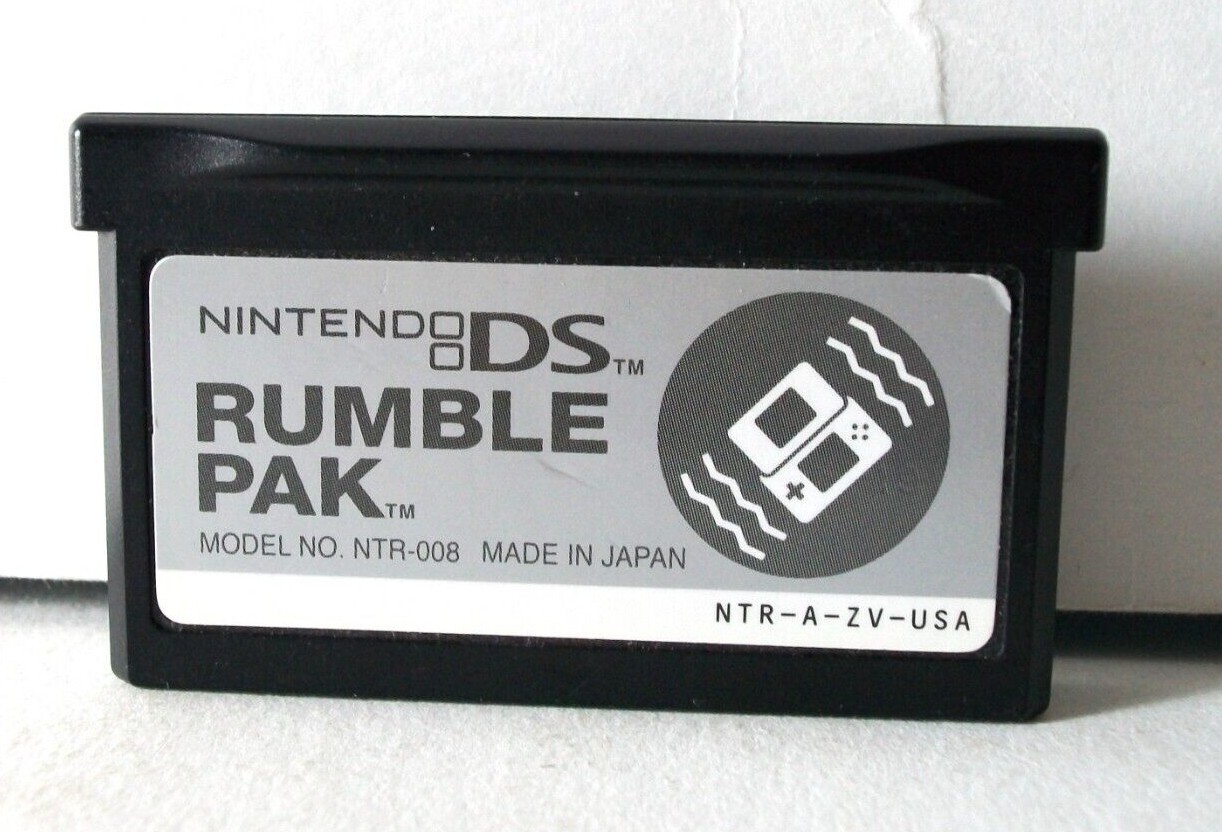 NINTENDO DS™
RUMBLE
PAK™
MODEL NO. NTR-008 MADE IN JAPAN
NTR-A-ZV-USA